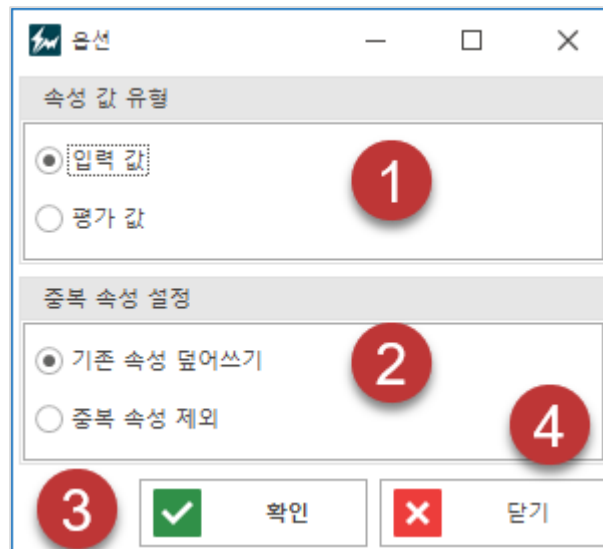 옵션
속성 값 유형
입력 값
1
평가 값
중복 속성 설정
기존 속성 덮어쓰기
2
중복 속성 제외
4
3
확인
닫기